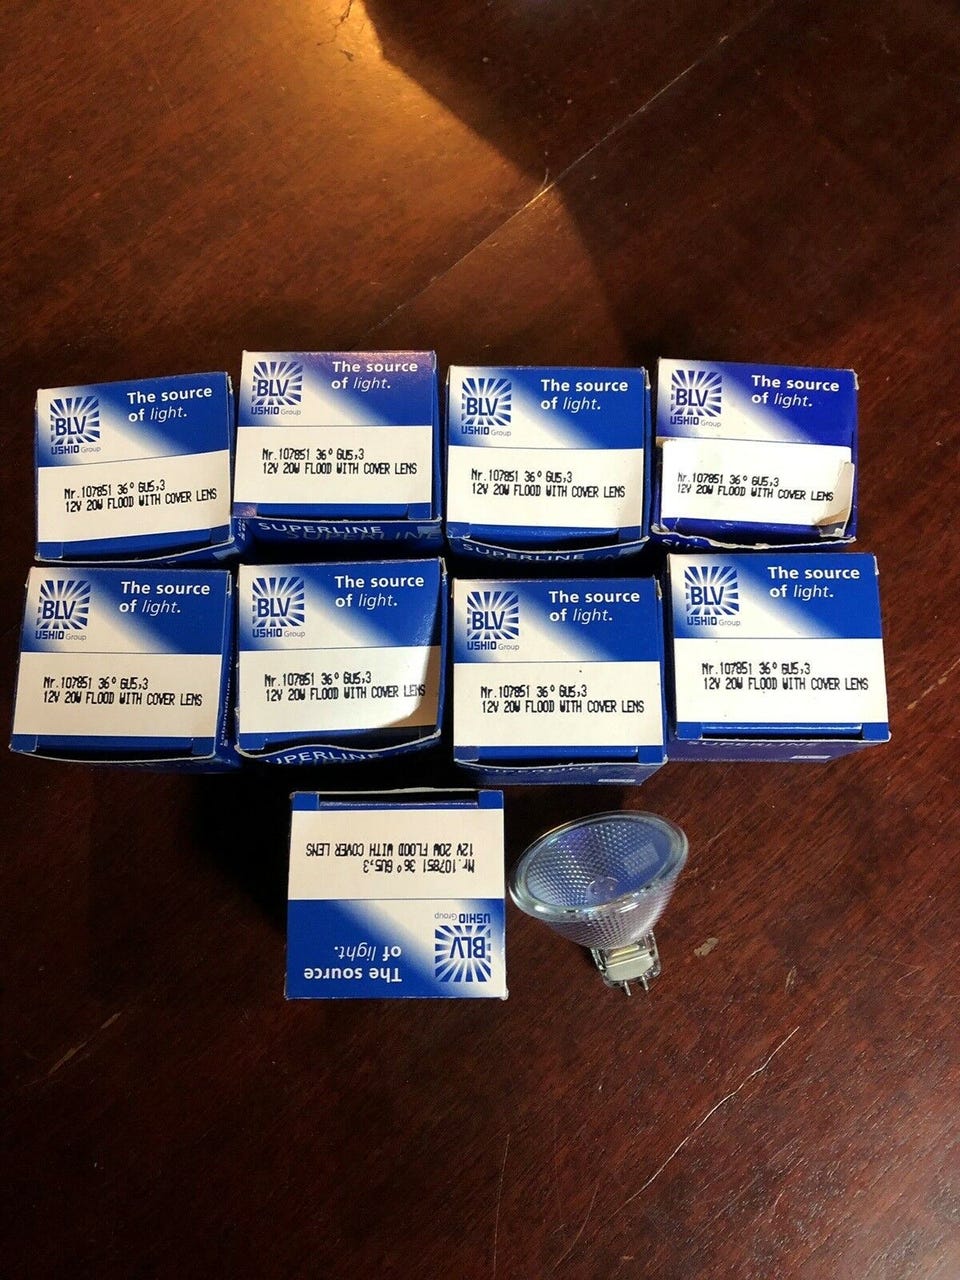 The source
of light.
BLV
USHIO Group
Nr.107851 36° GU5,3
12V 20W FLOOD WITH COVER LENS
The source
of light.
BLV
USHIO Group
Nr.107851 36° GU5,3
12V 20W FLOOD WITH COVER LENS
SUPERLINE
SUPERLINE
The source
of light.
BLV
USHIO Group
Nr.107851 36° GU5,3
12V 20W FLOOD WITH COVER LENS
SUPERLINE
The source
of light.
BLV
USHIO Group
Nr.107851 36° GU5,3
12V 20W FLOOD WITH COVER LENS
The source
of light.
BLV
USHIO Group
Nr.107851 36° GU5,3
12V 20W FLOOD WITH COVER LENS
The source
of light.
BLV
USHIO Group
Nr.107851 36° GU5,3
12V 20W FLOOD WITH COVER LENS
UPERLINE
The source
of light.
BLV
USHIO Group
Nr.107851 36° GU5,3
12V 20W FLOOD WITH COVER LENS
UPERLINE
The source
of light.
BLV
USHIO Group
Nr.107851 36° GU5,3
12V 20W FLOOD WITH COVER LENS
SUPERLINE
The source
of light.
BLV
USHIO Group
Nr.107851 36° GU5,3
12V 20W FLOOD WITH COVER LENS